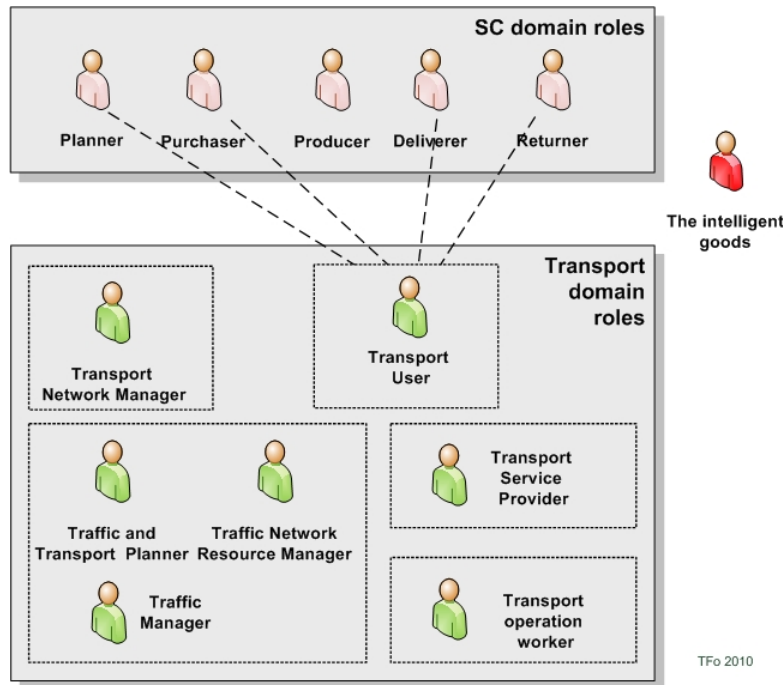 SC domain roles
Planner
Purchaser
Producer
Deliverer
Returner
The intelligent
goods
Transport
domain
roles
Transport
Network Manager
Transport
User
Traffic and
Transport Planner
Traffic Network
Resource Manager
Transport
Service
Provider
Traffic
Manager
Transport
operation
worker
TFo 2010